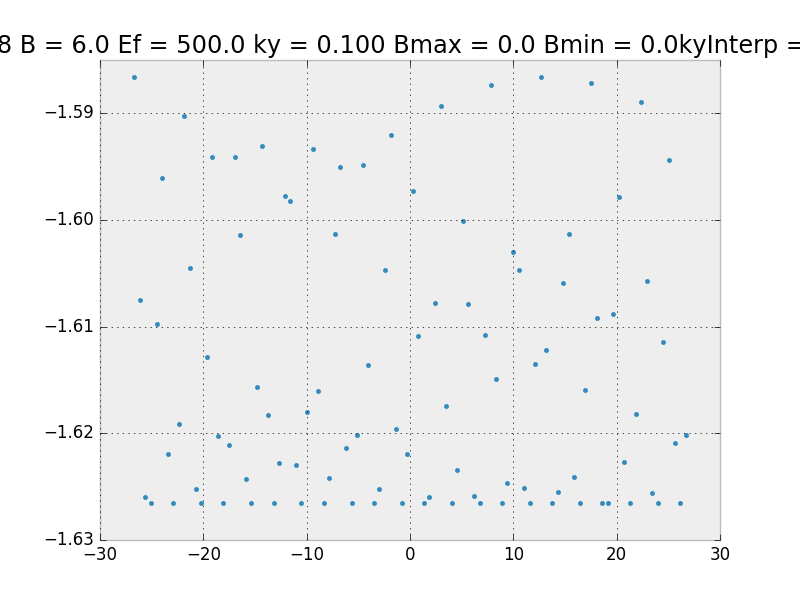 8 B = 6.0 Ef = 500.0 ky = 0.100 Bmax = 0.0 Bmin = 0.0kyInterp =
−1.59
−1.60
−1.61
−1.62
−1.63
−30 −20 −10 0 10 20 30